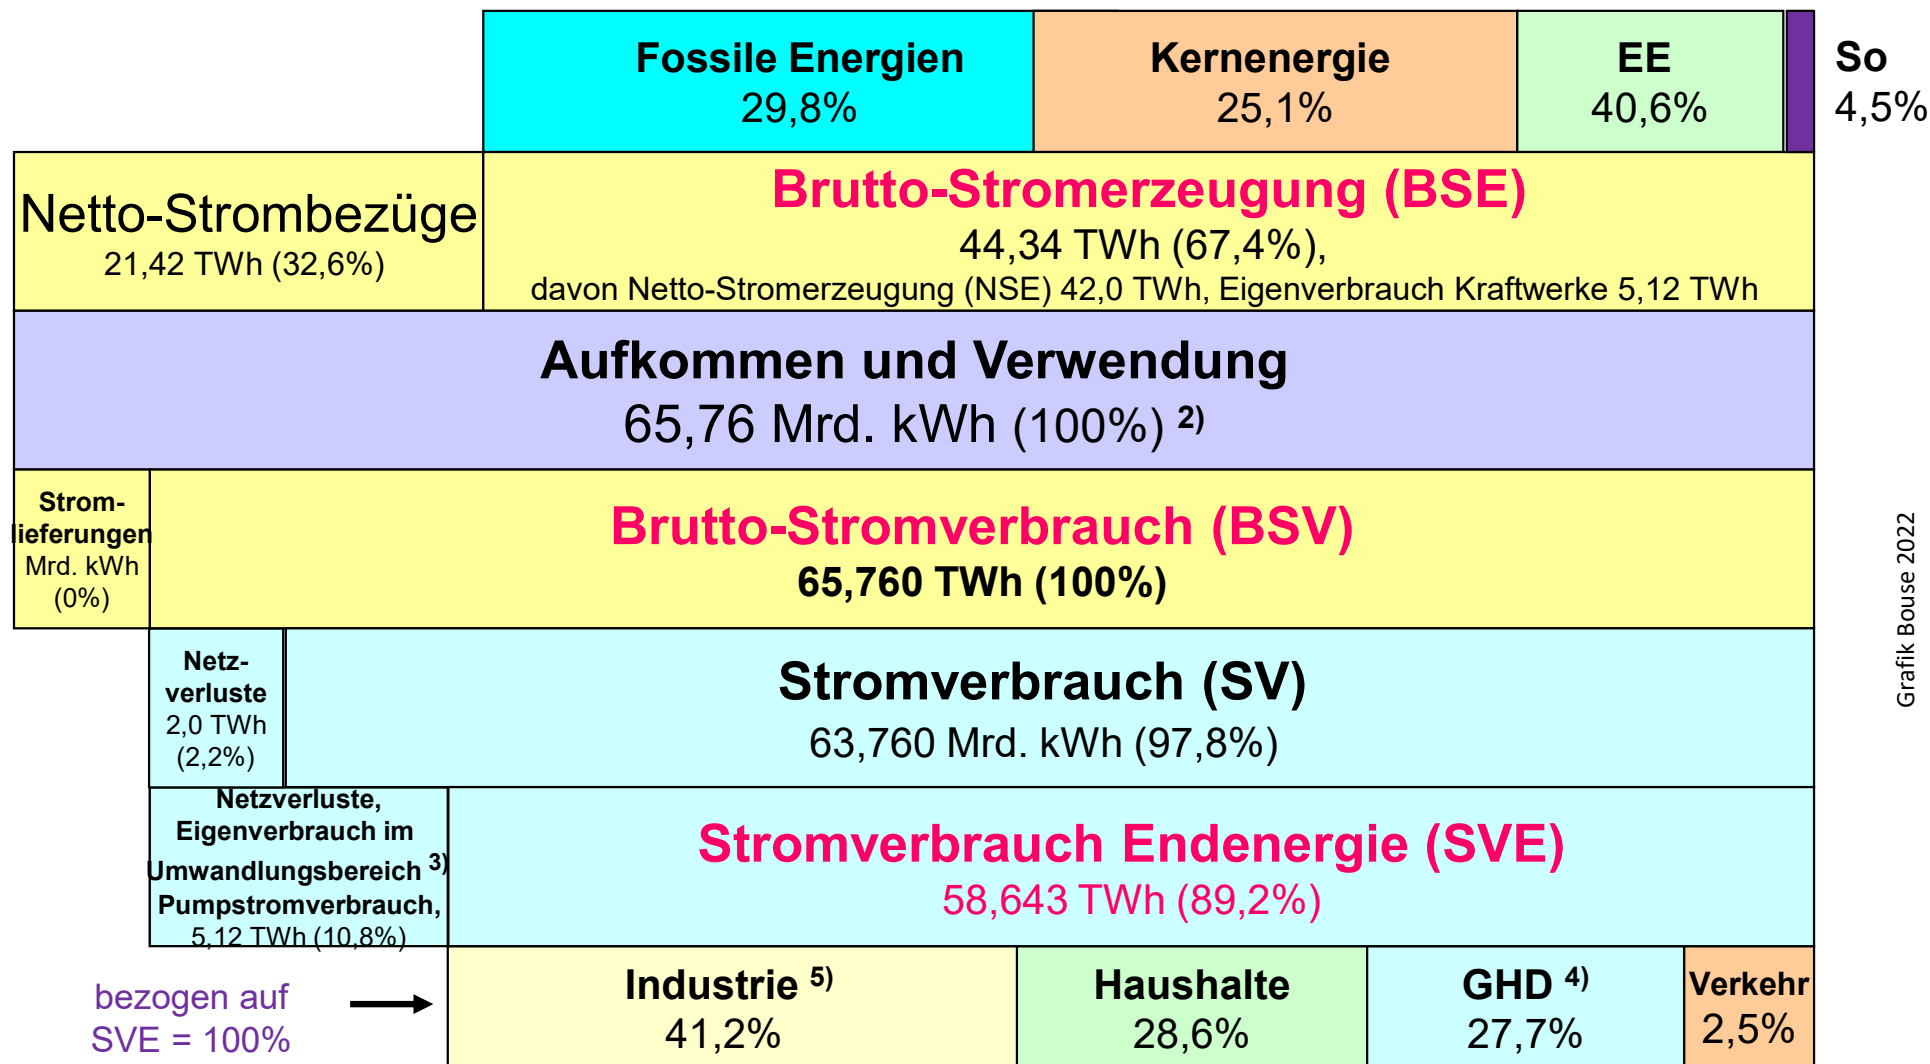 Fossile Energien
29,8%
Kernenergie
25,1%
EE
40,6%
So
4,5%
Netto-Strombezüge
21,42 TWh (32,6%)
Brutto-Stromerzeugung (BSE)
44,34 TWh (67,4%),
davon Netto-Stromerzeugung (NSE) 42,0 TWh, Eigenverbrauch Kraftwerke 5,12 TWh
Aufkommen und Verwendung
65,76 Mrd. kWh (100%) 2)
Strom-
lieferungen
Mrd. kWh
(0%)
Brutto-Stromverbrauch (BSV)
65,760 TWh (100%)
Netz-
verluste
2,0 TWh
(2,2%)
Stromverbrauch (SV)
63,760 Mrd. kWh (97,8%)
Netzverluste,
Eigenverbrauch im
Umwandlungsbereich 3)
Pumpstromverbrauch,
5,12 TWh (10,8%)
Stromverbrauch Endenergie (SVE)
58,643 TWh (89,2%)
bezogen auf
SVE = 100%
Industrie 5)
41,2%
Haushalte
28,6%
GHD 4)
27,7%
Verkehr
2,5%
Grafik Bouse 2022